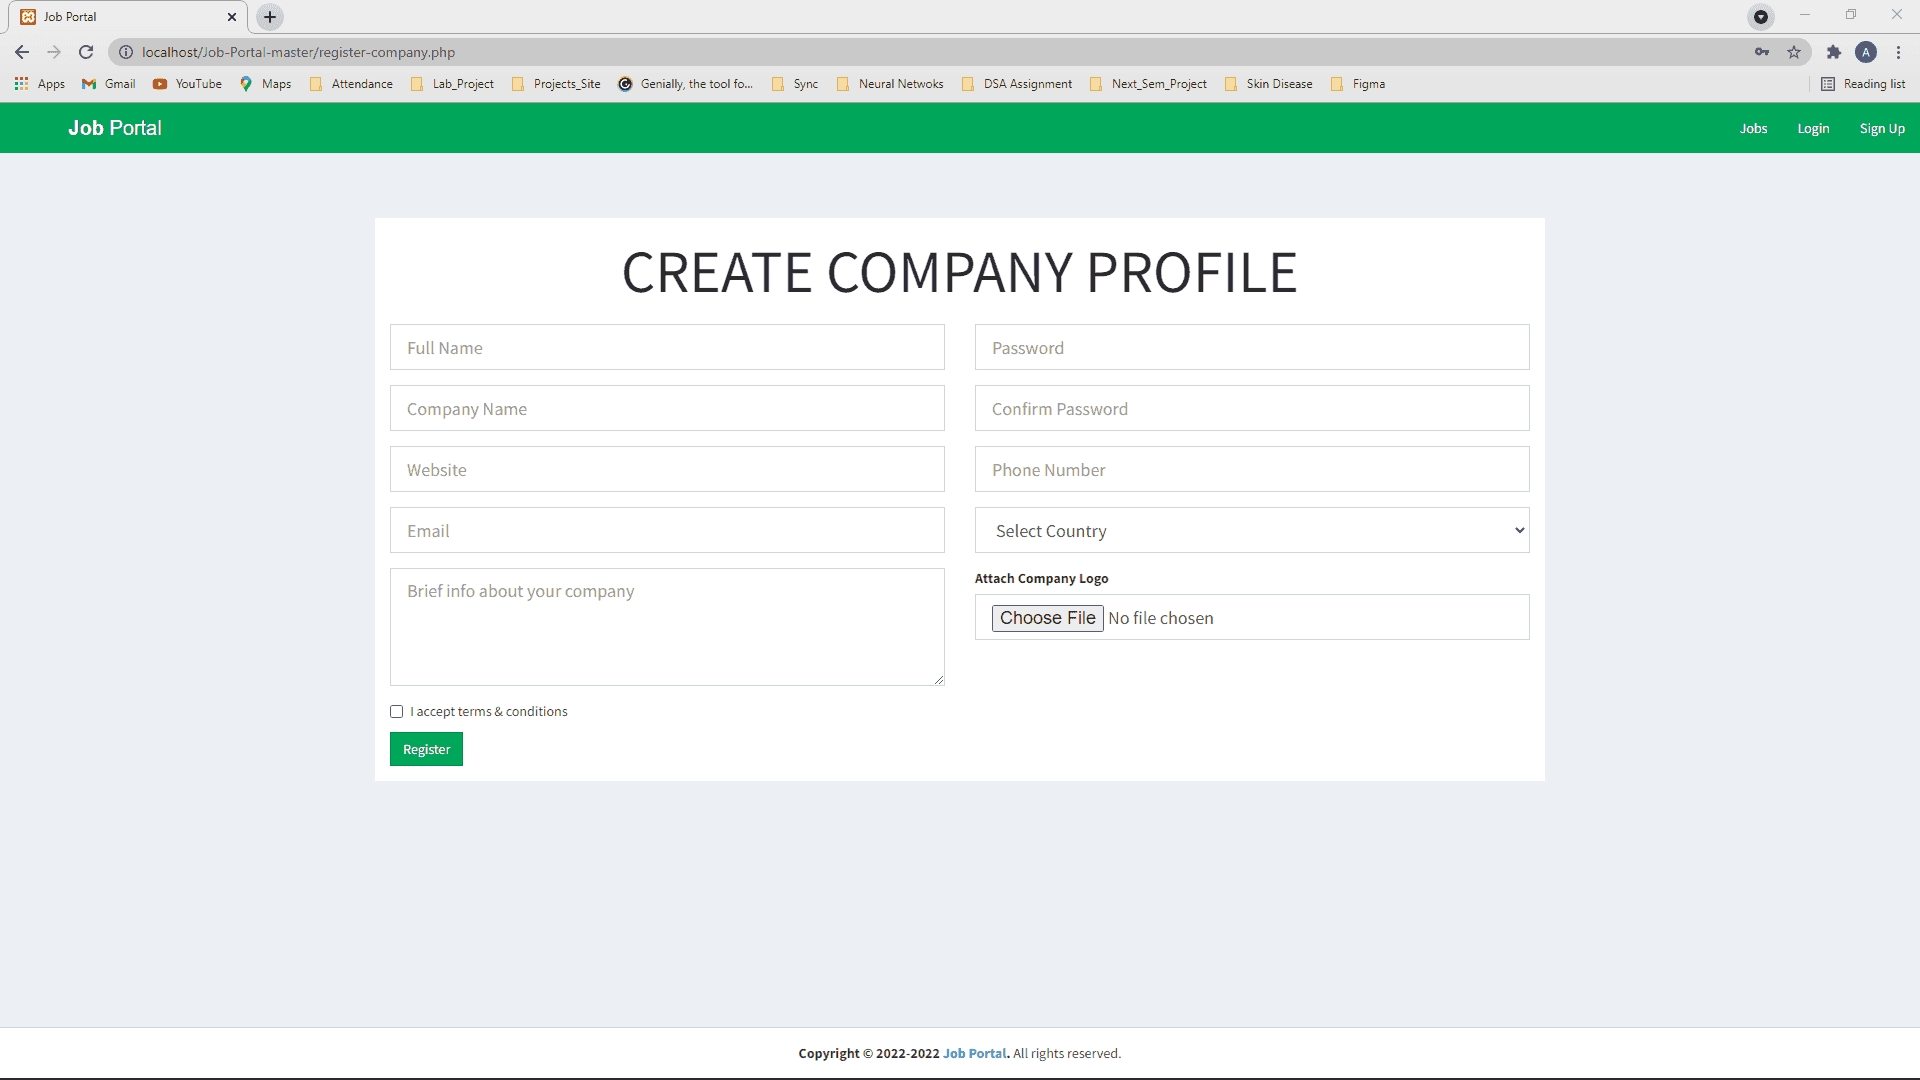 Job Portal
localhost/Job-Portal-master/register-company.php
A
Apps Gmail YouTube Maps Attendance Lab_Project Projects_Site Genially, the tool fo... Sync Neural Netwoks DSA Assignment Next_Sem_Project Skin Disease Figma Reading list
Job Portal Jobs Login Sign Up
CREATE COMPANY PROFILE
Full Name
Password
Company Name
Confirm Password
Website
Phone Number
Email
Select Country
Brief info about your company
Attach Company Logo
Choose File No file chosen
I accept terms & conditions
Register
Copyright © 2022-2022 Job Portal. All rights reserved.